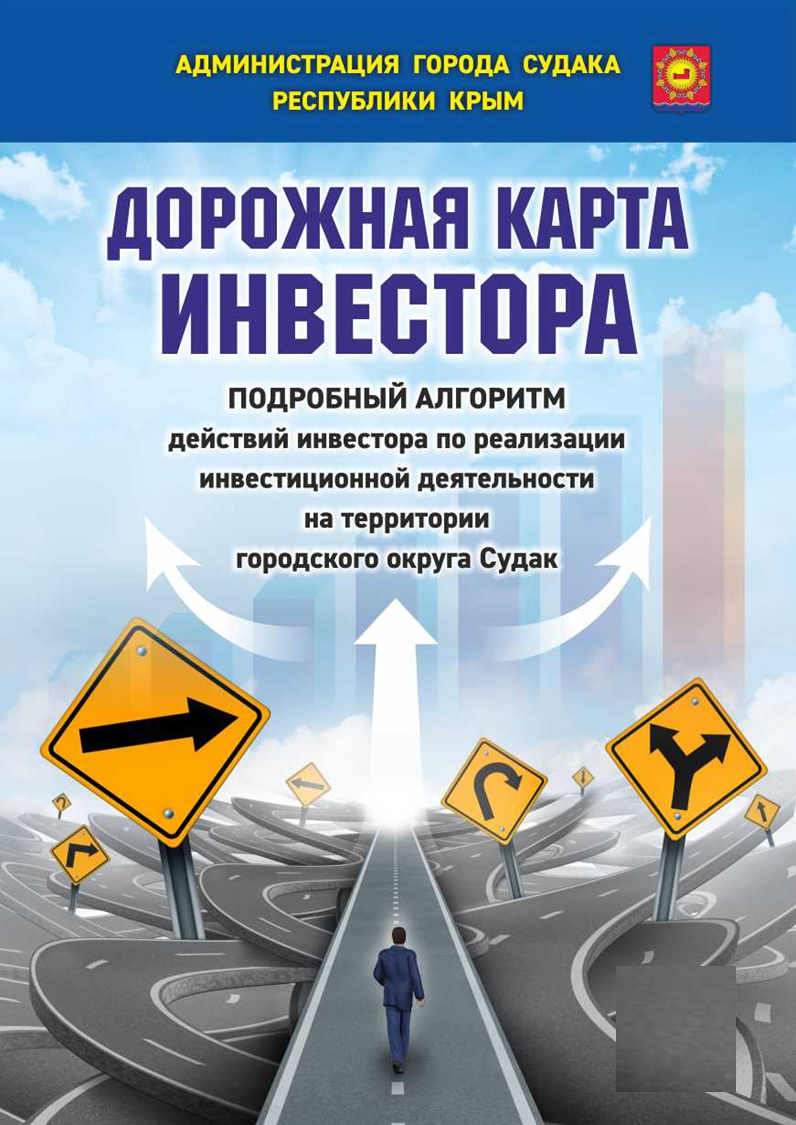 АДМИНИСТРАЦИЯ ГОРОДА СУДАКА
РЕСПУБЛИКИ КРЫМ
ДОРОЖНАЯ КАРТА
ИНВЕСТОРА
ПОДРОБНЫЙ АЛГОРИТМ
действий инвестора по реализации
инвестиционной деятельности
на территории
городского округа Судак